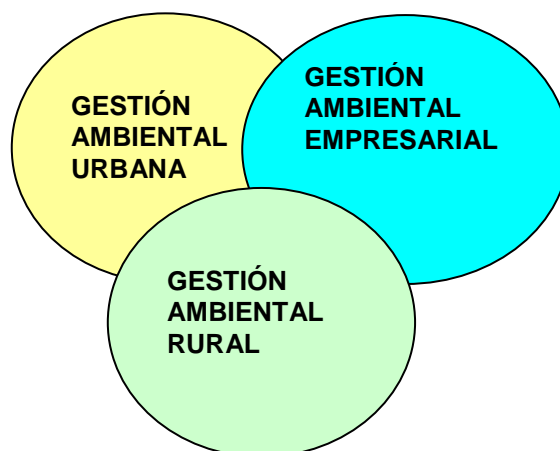 GESTIÓN
AMBIENTAL
URBANA
GESTIÓN
AMBIENTAL
EMPRESARIAL
GESTIÓN
AMBIENTAL
RURAL